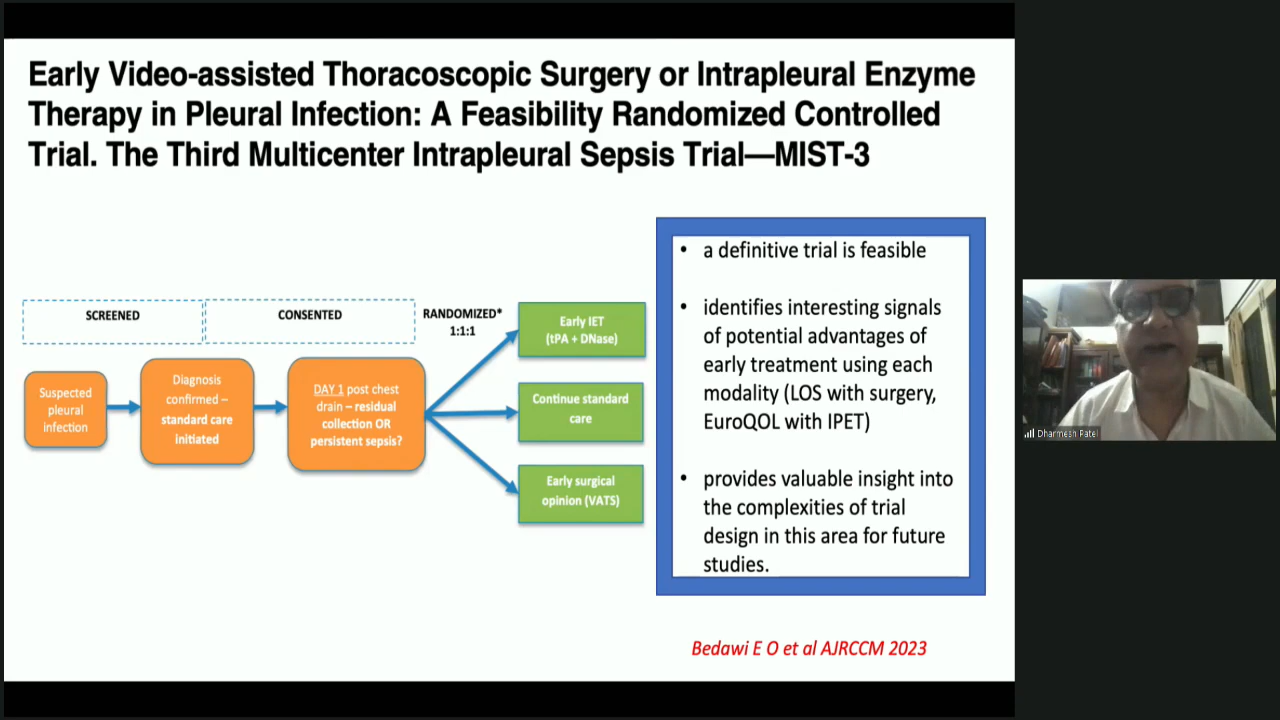 Early Video-assisted Thoracoscopic Surgery or Intrapleural Enzyme
Therapy in Pleural Infection: A Feasibility Randomized Controlled
Trial. The Third Multicenter Intrapleural Sepsis Trial—MIST-3
SCREENED
CONSENTED
RANDOMIZED*
1:1:1
Suspected
pleural
infection
Diagnosis
confirmed –
standard care
initiated
DAY 1 post chest
drain – residual
collection OR
persistent sepsis?
Early IET
(tPA + DNase)
Continue standard
care
Early surgical
opinion (VATS)
• a definitive trial is feasible
• identifies interesting signals
of potential advantages of
early treatment using each
modality (LOS with surgery,
EuroQOL with IPET)
• provides valuable insight into
the complexities of trial
design in this area for future
studies.
Bedawi E O et al AJRCCM 2023
Dharmesh Patel